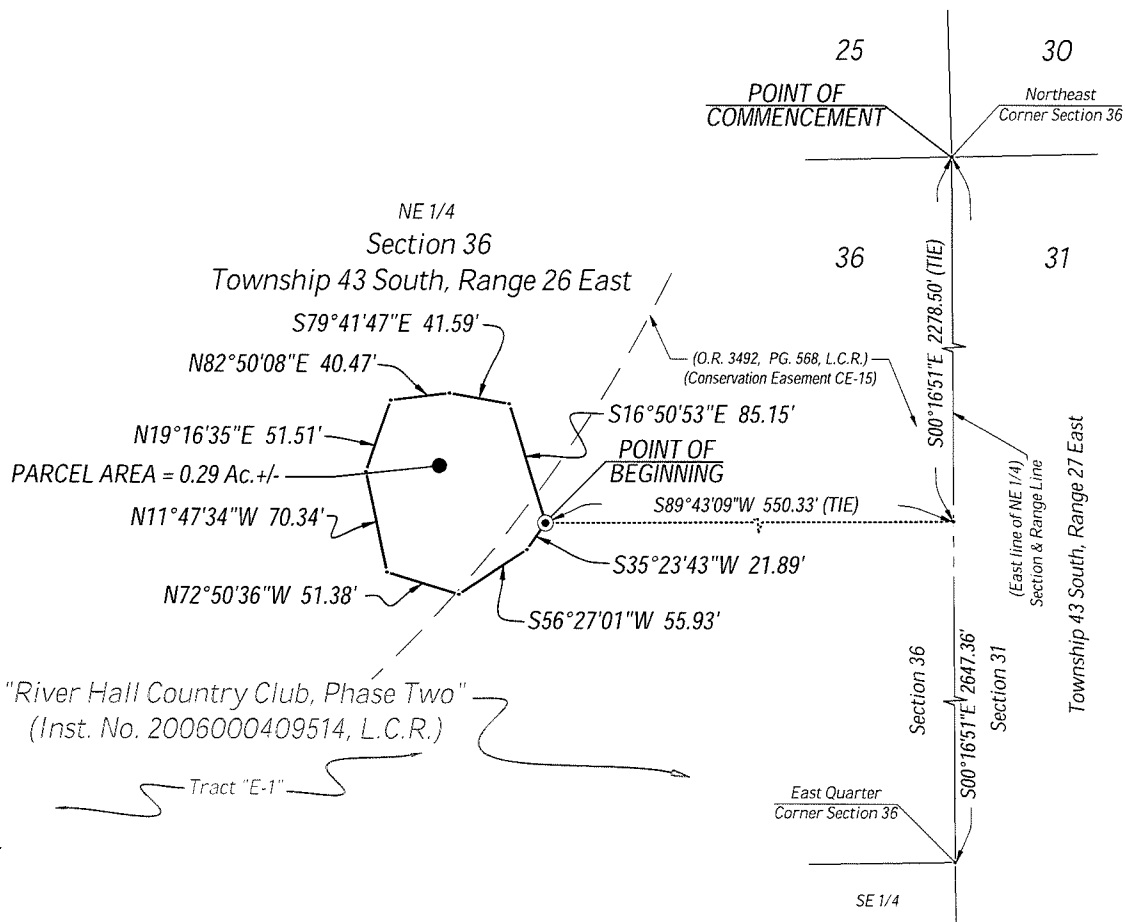 25
30
POINT OF
COMMENCEMENT
Northeast
Corner Section 36
NE 1/4
Section 36
Township 43 South, Range 26 East
36
31
S00°16'51"E 2278.50' (TIE)
S79°41'47"E 41.59'
(O.R. 3492, PG. 568, L.C.R.)
(Conservation Easement CE-15)
N82°50'08"E 40.47'
S16°50'53"E 85.15'
N19°16'35"E 51.51'
POINT OF
BEGINNING
PARCEL AREA = 0.29 Ac.+/-
S89°43'09"W 550.33' (TIE)
N11°47'34"W 70.34'
S35°23'43"W 21.89'
N72°50'36"W 51.38'
S56°27'01"W 55.93'
(East line of NE 1/4)
Section & Range Line
Township 43 South, Range 27 East
Section 36
S00°16'51"E 2647.36'
Section 31
"River Hall Country Club, Phase Two"
(Inst. No. 2006000409514, L.C.R.)
Tract "E-1"
East Quarter
Corner Section 36
SE 1/4